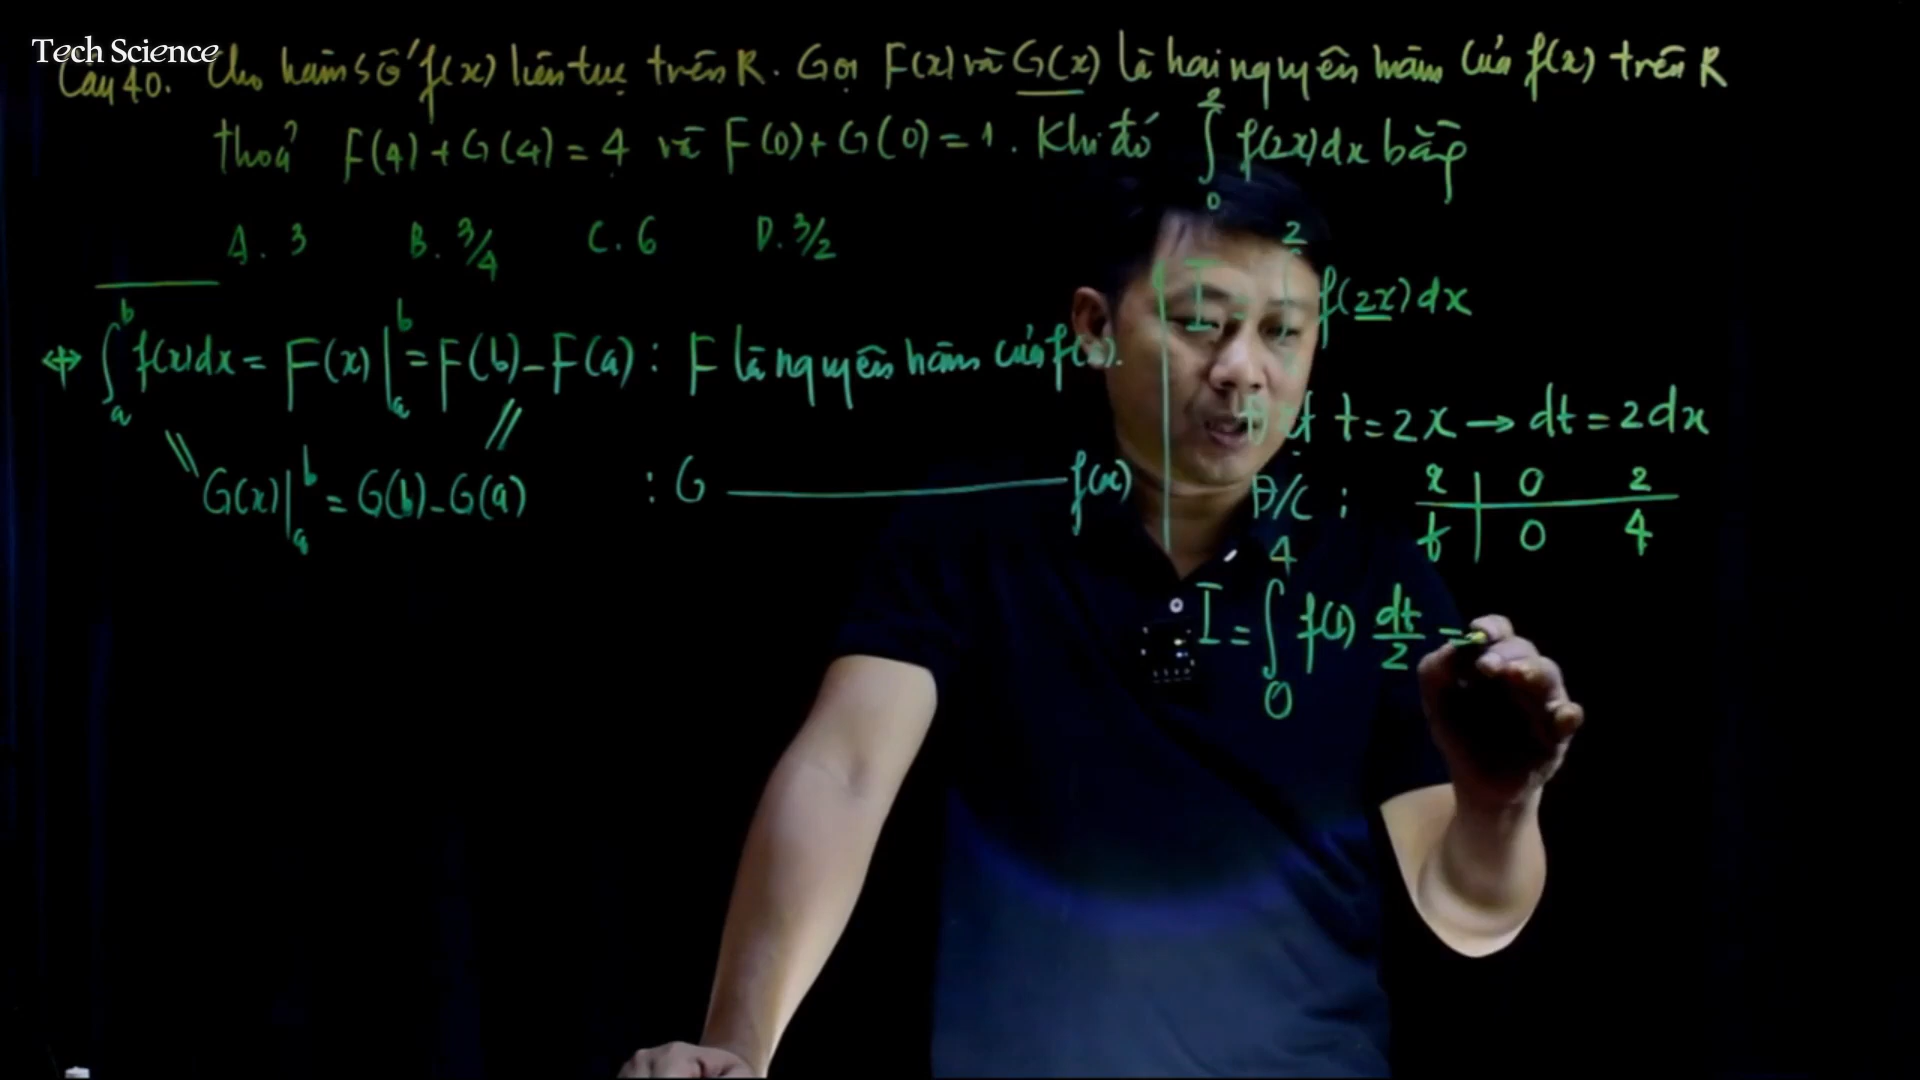 Tech Science
Câu 40. Cho hàm số f(x) liên tục trên R. Gọi F(x) và G(x) là hai nguyên hàm của f(x) trên R
thoả F(4) + G(4) = 4 và F(0) + G(0) = 1. Khi đó ∫₀² f(2x)dx bằng
A. 3 B. 3/4 C. 6 D. 3/2
∫ₐᵇ f(x)dx = F(x)|ₐᵇ = F(b) - F(a) : F là nguyên hàm của f(x).
G(x)|ₐᵇ = G(b) - G(a) : G ——— f(x)
I = ∫² f(2x)dx
Đặt t = 2x → dt = 2dx
Đ/C : x | 0 2
t | 0 4
I = ∫₀⁴ f(t) dt/2 =